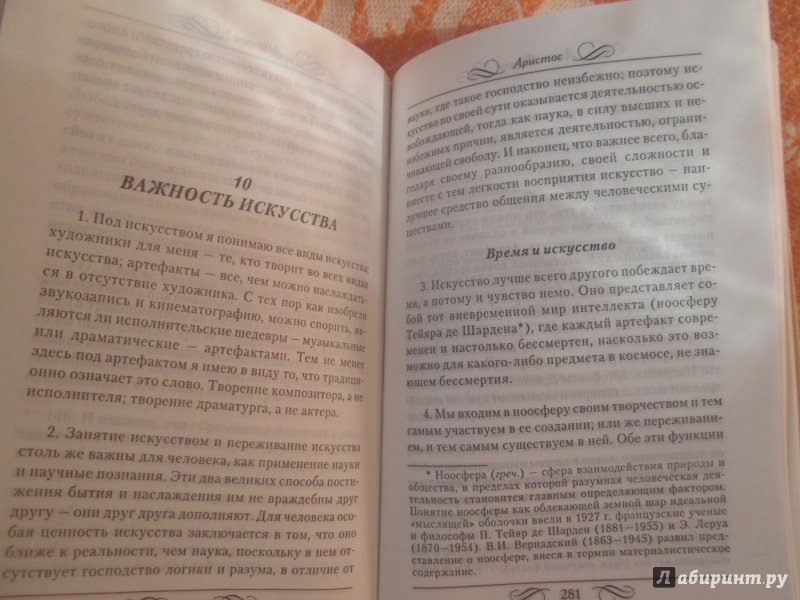 10
ВАЖНОСТЬ ИСКУССТВА
1. Под искусством я понимаю все виды искусства;
художники для меня — те, кто творит во всех видах
искусства; артефакты — все, чем можно наслаждать-
ся в отсутствие художника. С тех пор как изобрели
звукозапись и кинематографию, можно спорить, яв-
ляются ли исполнительские шедевры — музыкальные
или драматические — артефактами. Тем не менее
здесь под артефактом я имею в виду то, что традици-
онно означает это слово. Творение композитора, а не
исполнителя; творение драматурга, а не актера.
2. Занятие искусством и переживание искусства
столь же важны для человека, как применение науки
и научные познания. Эти два великих способа пости-
жения бытия и наслаждения им не враждебны друг
другу — они друг друга дополняют. Для человека осо-
бая ценность искусства заключается в том, что оно
ближе к реальности, чем наука, поскольку в нем от-
сутствует господство логики и разума, в отличие от
Аристос
науки, где такое господство неизбежно; поэтому ис-
кусство по своей сути оказывается деятельностью ос-
вобождающей, тогда как наука, в силу высших и не-
избежных причин, является деятельностью, ограни-
чивающей свободу. И наконец, что важнее всего, бла-
годаря своему разнообразию, своей сложности и
вместе с тем легкости восприятия искусство — наи-
лучшее средство общения между человеческими су-
ществами.
Время и искусство
3. Искусство лучше всего другого побеждает вре-
мя, а потому и чувство немо. Оно представляет со-
бой тот вневременной мир интеллекта (ноосферу
Тейяра де Шардена*), где каждый артефакт совре-
менен и настолько бессмертен, насколько это воз-
можно для какого-либо предмета в космосе, не зна-
ющем бессмертия.
4. Мы входим в ноосферу своим творчеством и тем
самым участвуем в ее создании; или же переживани-
ем, и тем самым существуем в ней. Обе эти функции
* Ноосфера (греч.) — сфера взаимодействия природы и
общества, в пределах которой разумная человеческая дея-
тельность становится главным определяющим фактором.
Понятие ноосферы как облекающей земной шар идеальной
«мыслящей» оболочки ввели в 1927 г. французские ученые
и философы П. Тейяр де Шарден (1881—1955) и Э. Леруа
(1870—1954). В.И. Вернадский (1863—1945) развил пред-
ставление о ноосфере, внеся в термин материалистическое
содержание.
281
Лабиринт.ру